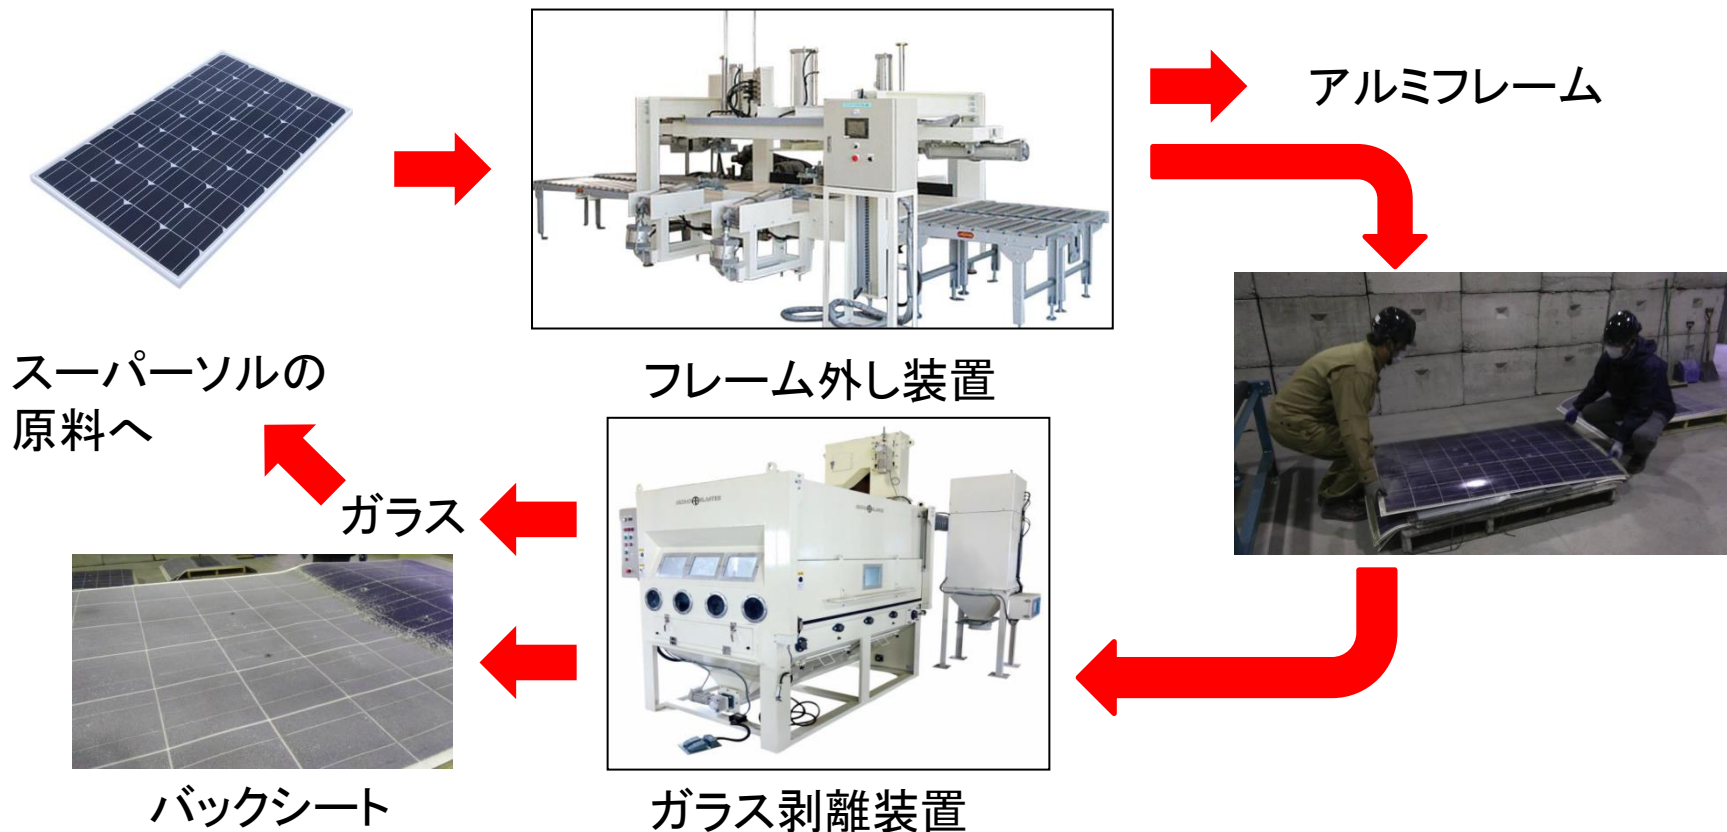 アルミフレーム
フレーム外し装置
スーパーソルの
原料へ
ガラス
バックシート
ガラス剥離装置